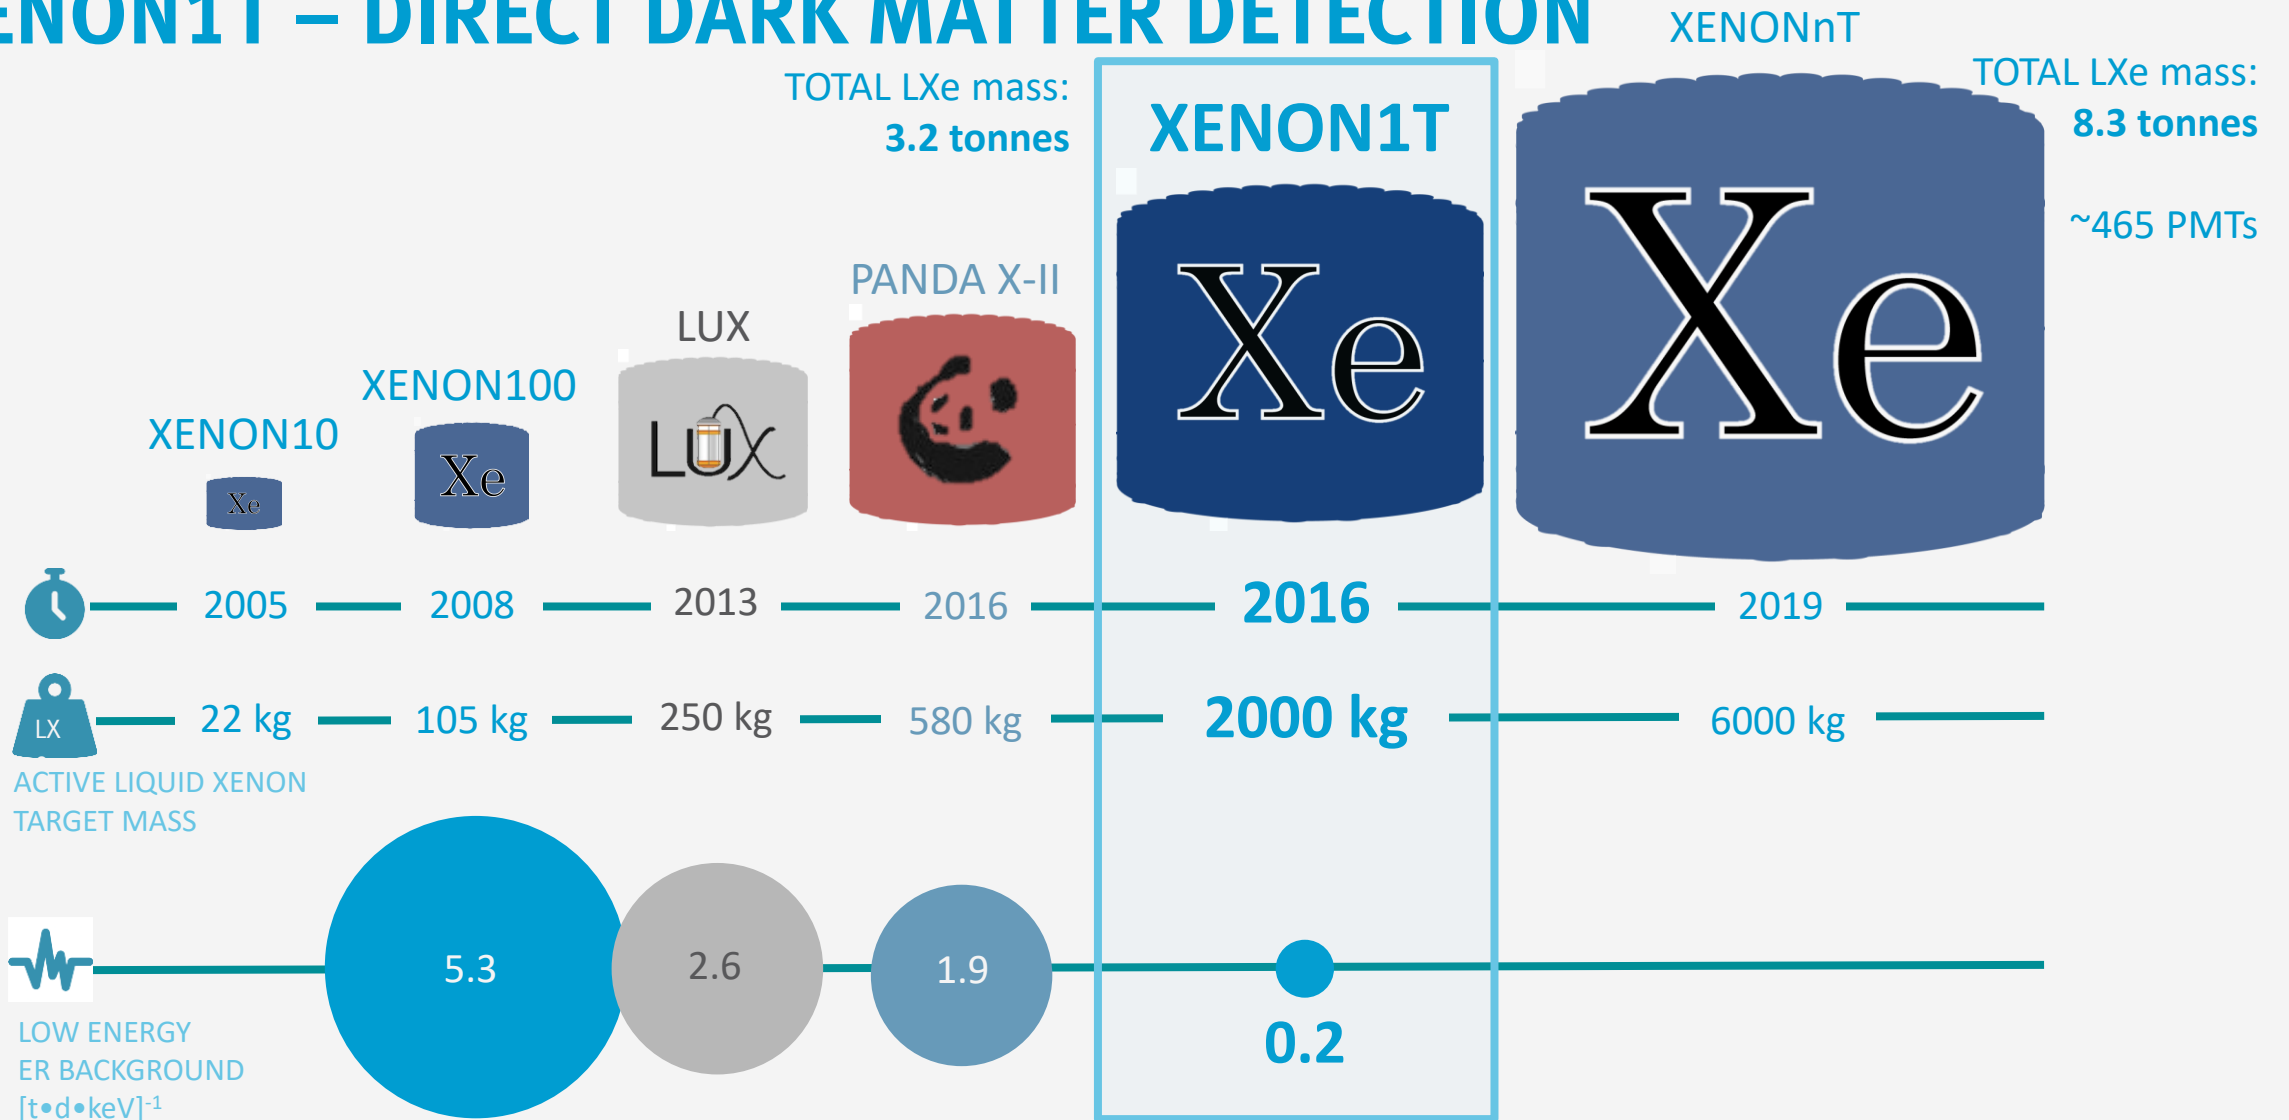 ENON1T – DIRECT DARK MATTER DETECTION
XENONnT
TOTAL LXe mass:
3.2 tonnes
XENON1T
TOTAL LXe mass:
8.3 tonnes
~465 PMTs
Xe
Xe
PANDA X-II
LUX
LUX
XENON100
Xe
XENON10
Xe
2005
2008
2013
2016
2016
2019
LX
22 kg
105 kg
250 kg
580 kg
2000 kg
6000 kg
ACTIVE LIQUID XENON
TARGET MASS
5.3
2.6
1.9
0.2
LOW ENERGY
ER BACKGROUND
[t•d•keV]⁻¹